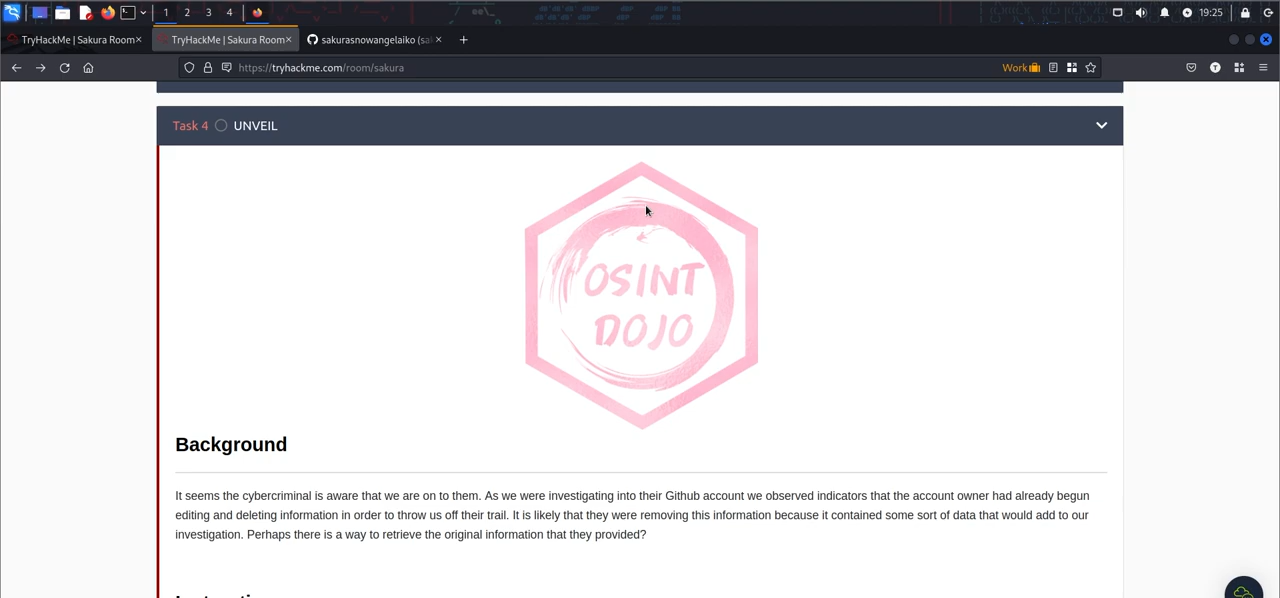 1 2 3 4 19:25
TryHackMe | Sakura Room TryHackMe | Sakura Room sakurasnowangelaiko (sa
https://tryhackme.com/room/sakura Work
T
Task 4 UNVEIL
OSINT
DOJO
Background
It seems the cybercriminal is aware that we are on to them. As we were investigating into their Github account we observed indicators that the account owner had already begun
editing and deleting information in order to throw us off their trail. It is likely that they were removing this information because it contained some sort of data that would add to our
investigation. Perhaps there is a way to retrieve the original information that they provided?